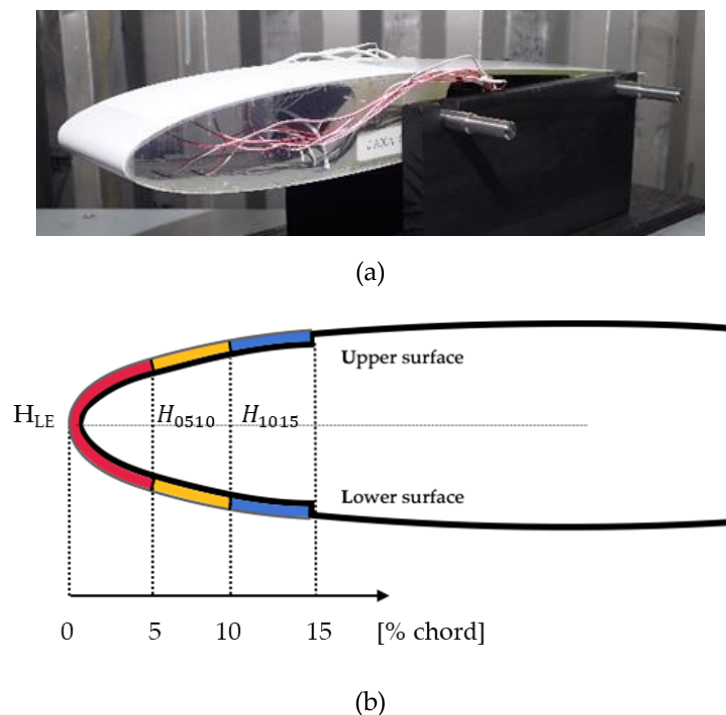 (a)
Upper surface
H_LE H_0510 H_1015
Lower surface
0 5 10 15 [% chord]
(b)